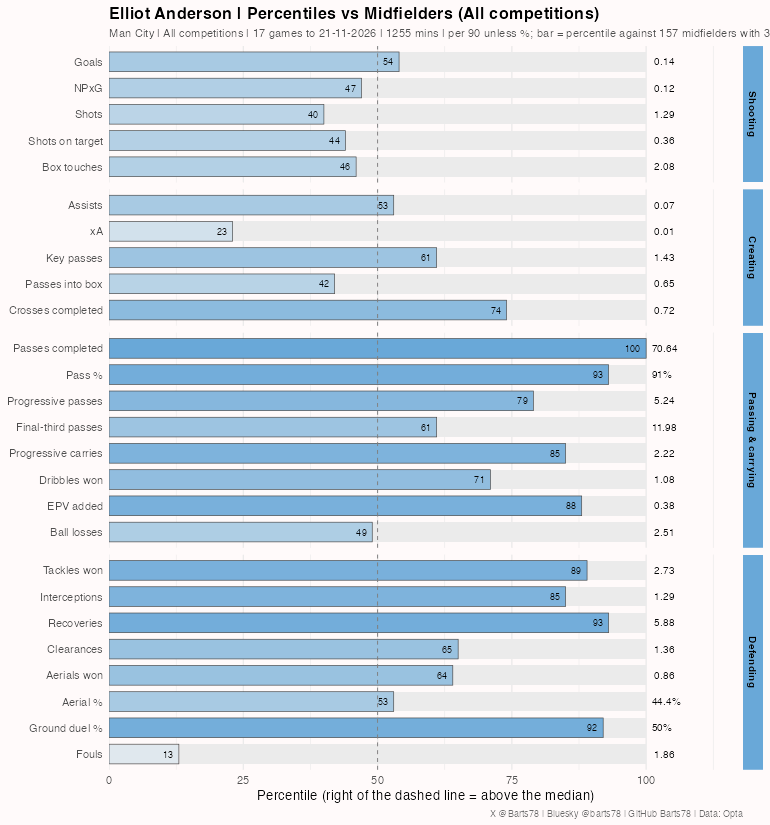 Elliot Anderson | Percentiles vs Midfielders (All competitions)
Man City | All competitions | 17 games to 21-11-2026 | 1255 mins | per 90 unless %; bar = percentile against 157 midfielders with 3
Shooting
Goals 54 0.14
NPxG 47 0.12
Shots 40 1.29
Shots on target 44 0.36
Box touches 46 2.08
Creating
Assists 53 0.07
xA 23 0.01
Key passes 61 1.43
Passes into box 42 0.65
Crosses completed 74 0.72
Passing & carrying
Passes completed 100 70.64
Pass % 93 91%
Progressive passes 79 5.24
Final-third passes 61 11.98
Progressive carries 85 2.22
Dribbles won 71 1.08
EPV added 88 0.38
Ball losses 49 2.51
Defending
Tackles won 89 2.73
Interceptions 85 1.29
Recoveries 93 5.88
Clearances 65 1.36
Aerials won 64 0.86
Aerial % 53 44.4%
Ground duel % 92 50%
Fouls 13 1.86
0 25 50 75 100
Percentile (right of the dashed line = above the median)
X @Barts78 | Bluesky @barts78 | GitHub Barts78 | Data: Opta